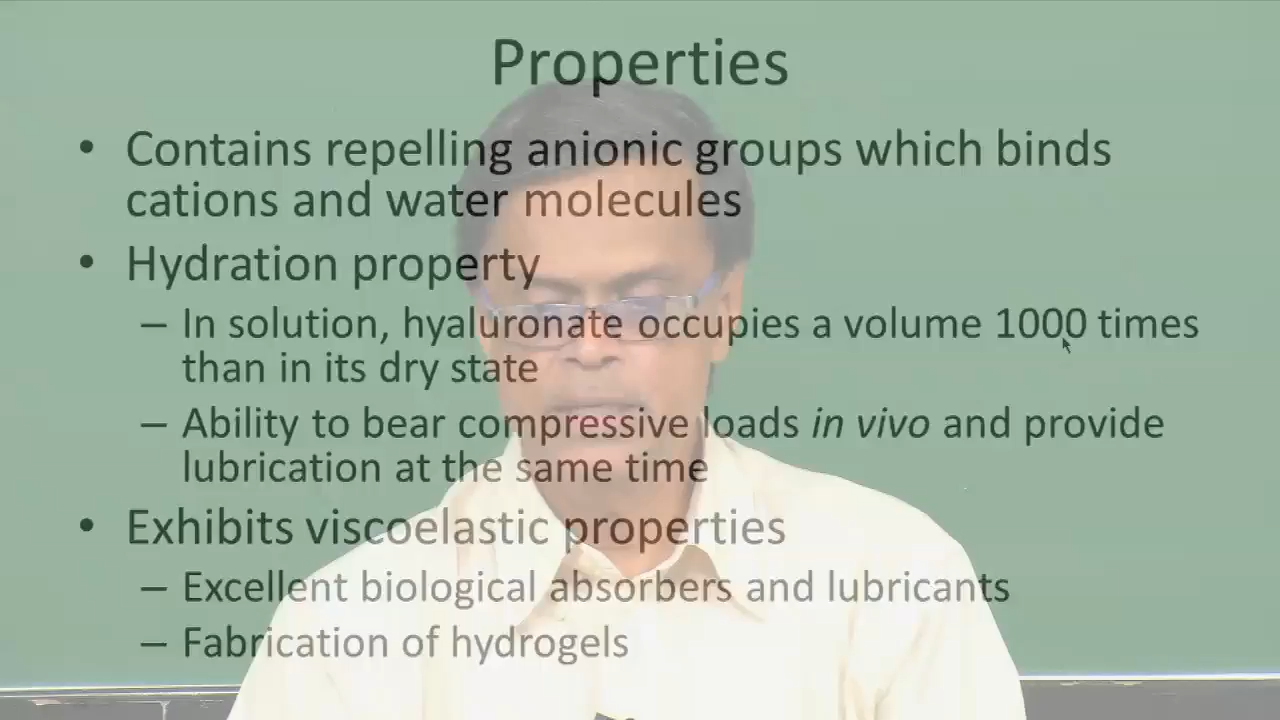 Properties
• Contains repelling anionic groups which binds
cations and water molecules
• Hydration property
– In solution, hyaluronate occupies a volume 1000 times
than in its dry state
– Ability to bear compressive loads in vivo and provide
lubrication at the same time
• Exhibits viscoelastic properties
– Excellent biological absorbers and lubricants
– Fabrication of hydrogels